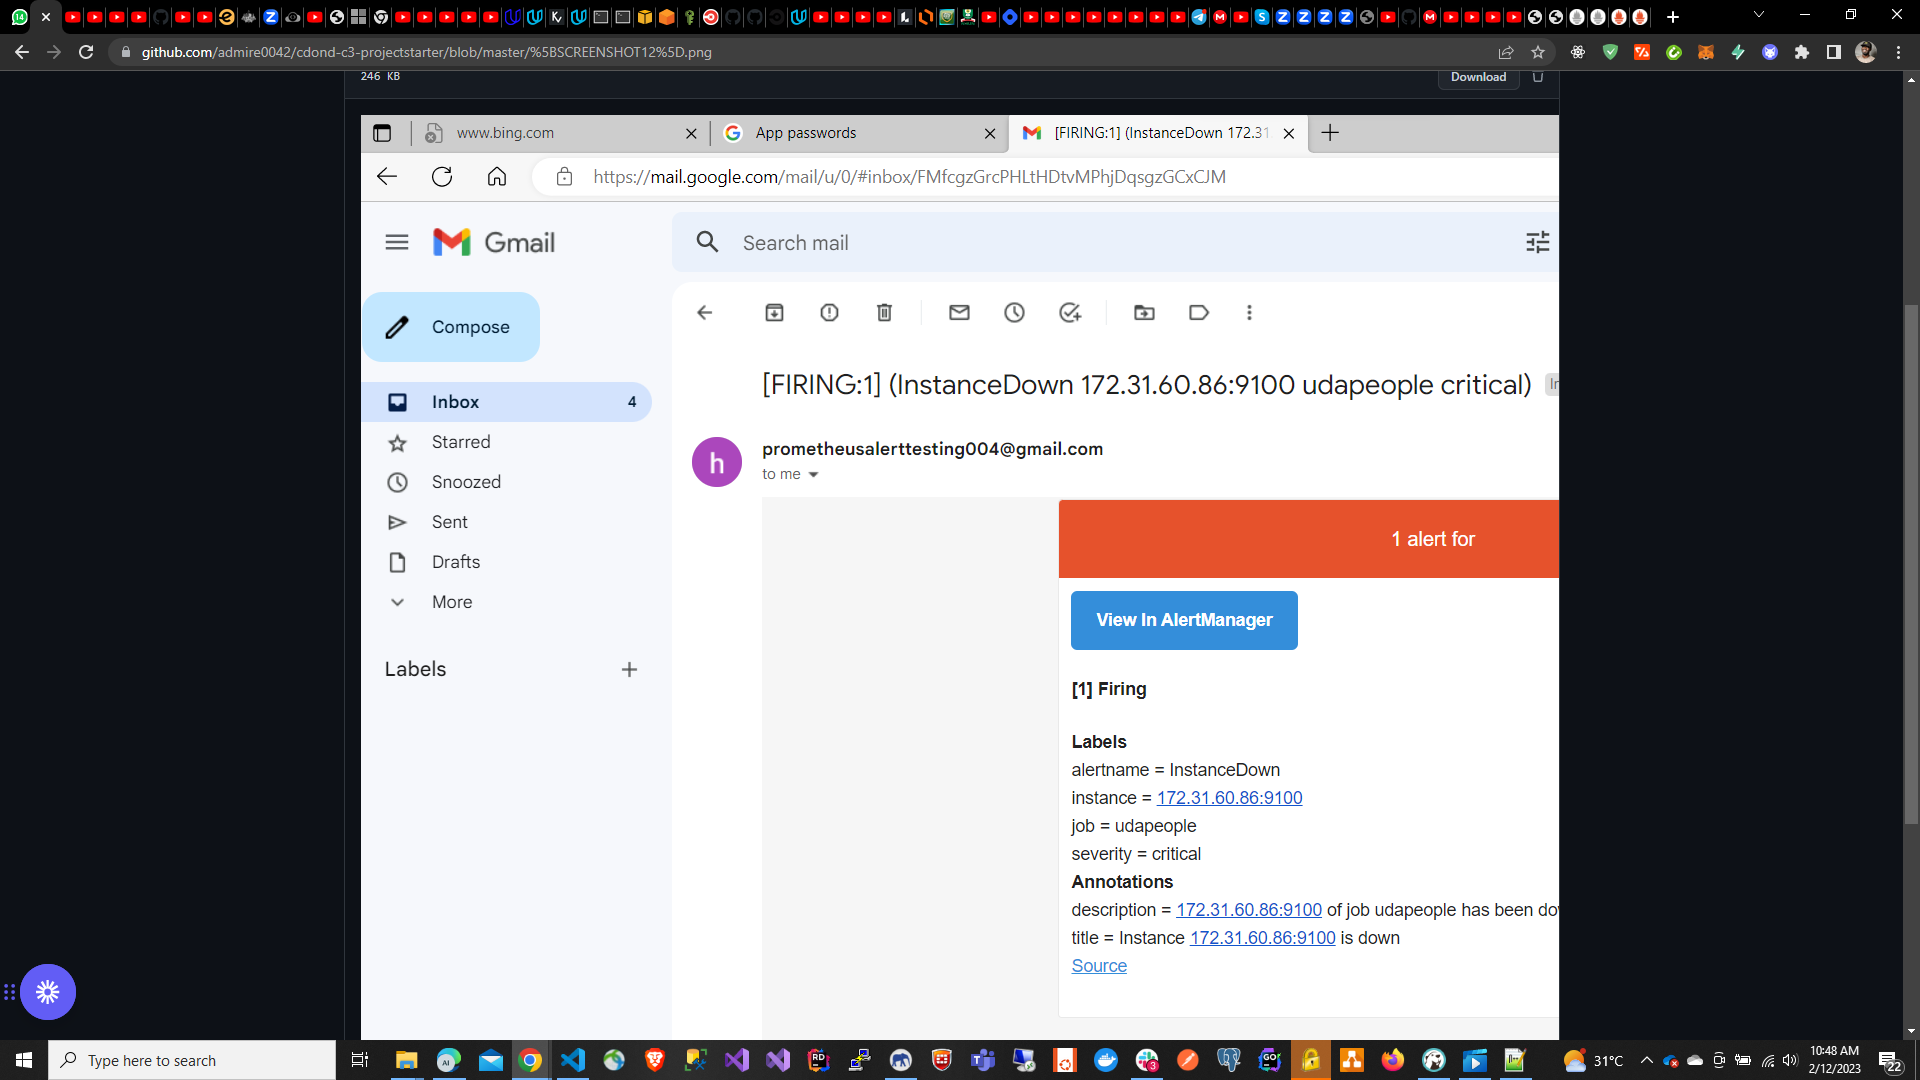 github.com/admire0042/cdond-c3-projectstarter/blob/master/%5BSCREENSHOT12%5D.png
246 KB
Download
www.bing.com
App passwords
[FIRING:1] (InstanceDown 172.31
https://mail.google.com/mail/u/0/#inbox/FMfcgzGrcPHLtHDtvMPhjDqsgzGCxCJM
Gmail
Search mail
Compose
Inbox 4
Starred
Snoozed
Sent
Drafts
More
Labels
[FIRING:1] (InstanceDown 172.31.60.86:9100 udapeople critical)
h
prometheusalerttesting004@gmail.com
to me
1 alert for
View In AlertManager
[1] Firing
Labels
alertname = InstanceDown
instance = 172.31.60.86:9100
job = udapeople
severity = critical
Annotations
description = 172.31.60.86:9100 of job udapeople has been
title = Instance 172.31.60.86:9100 is down
Source
Type here to search
31°C
10:48 AM
2/12/2023
22